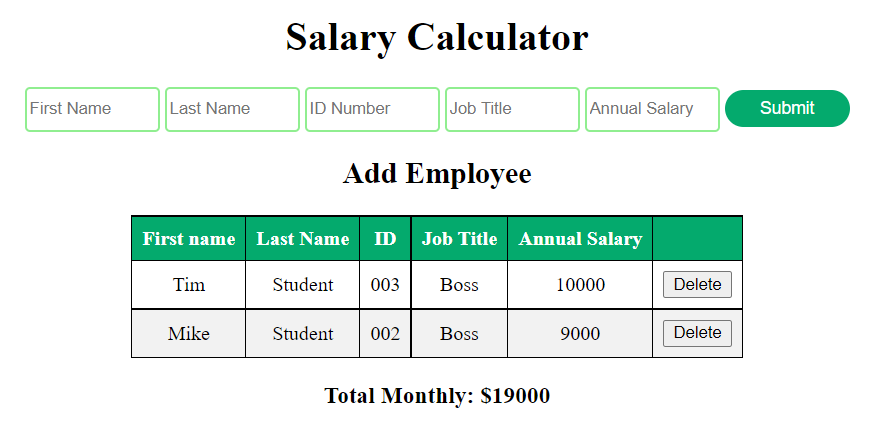 Salary Calculator
First Name Last Name ID Number Job Title Annual Salary Submit
Add Employee
First name Last Name ID Job Title Annual Salary
Tim Student 003 Boss 10000 Delete
Mike Student 002 Boss 9000 Delete
Total Monthly: $19000